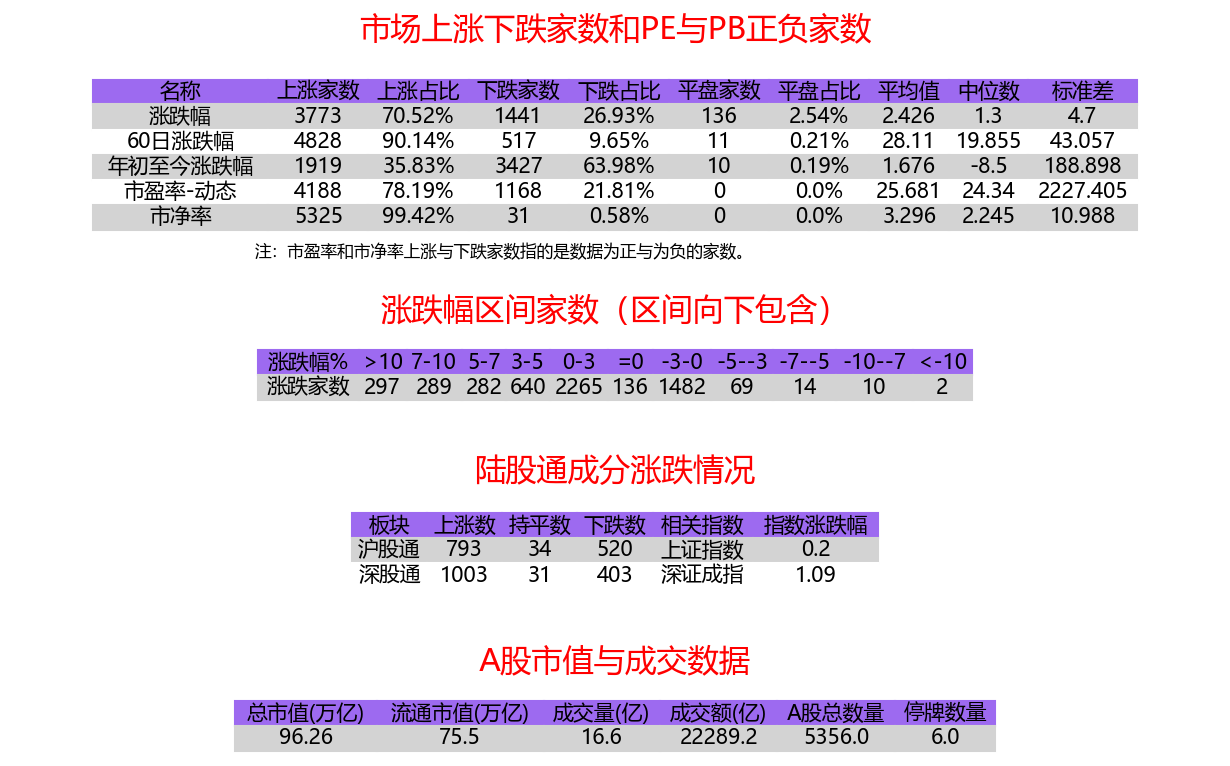 市场上涨下跌家数和PE与PB正负家数
名称 上涨家数 上涨占比 下跌家数 下跌占比 平盘家数 平盘占比 平均值 中位数 标准差
涨跌幅 3773 70.52% 1441 26.93% 136 2.54% 2.426 1.3 4.7
60日涨跌幅 4828 90.14% 517 9.65% 11 0.21% 28.11 19.855 43.057
年初至今涨跌幅 1919 35.83% 3427 63.98% 10 0.19% 1.676 -8.5 188.898
市盈率-动态 4188 78.19% 1168 21.81% 0 0.0% 25.681 24.34 2227.405
市净率 5325 99.42% 31 0.58% 0 0.0% 3.296 2.245 10.988
注：市盈率和市净率上涨与下跌家数指的是数据为正与为负的家数。
涨跌幅区间家数（区间向下包含）
涨跌幅% >10 7-10 5-7 3-5 0-3 =0 -3-0 -5--3 -7--5 -10--7 <-10
涨跌家数 297 289 282 640 2265 136 1482 69 14 10 2
陆股通成分涨跌情况
板块 上涨数 持平数 下跌数 相关指数 指数涨跌幅
沪股通 793 34 520 上证指数 0.2
深股通 1003 31 403 深证成指 1.09
A股市值与成交数据
总市值(万亿) 流通市值(万亿) 成交量(亿) 成交额(亿) A股总数量 停牌数量
96.26 75.5 16.6 22289.2 5356.0 6.0